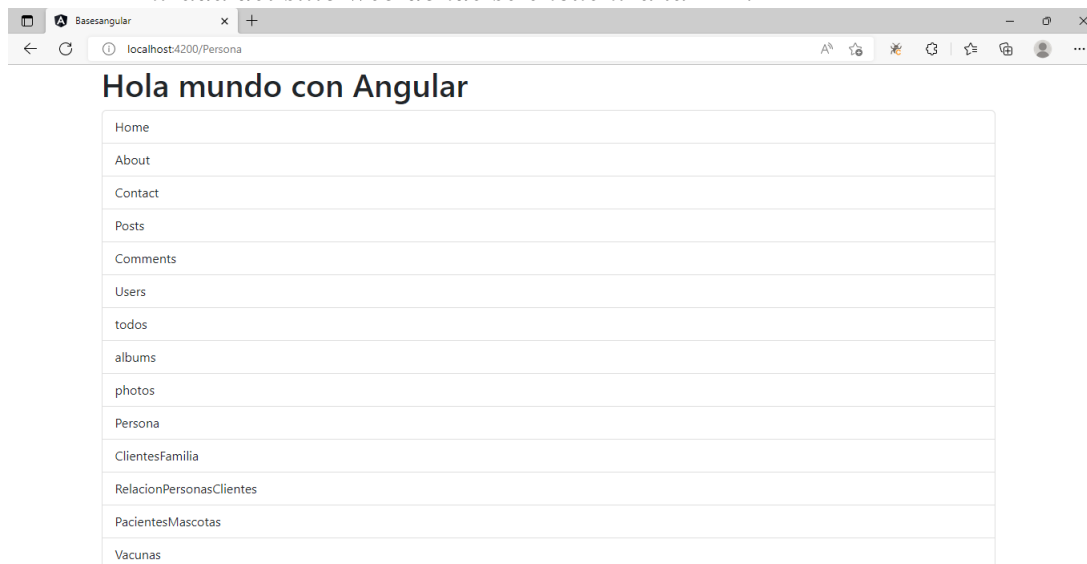 Basesangular
localhost:4200/Persona
Hola mundo con Angular
Home
About
Contact
Posts
Comments
Users
todos
albums
photos
Persona
ClientesFamilia
RelacionPersonasClientes
PacientesMascotas
Vacunas